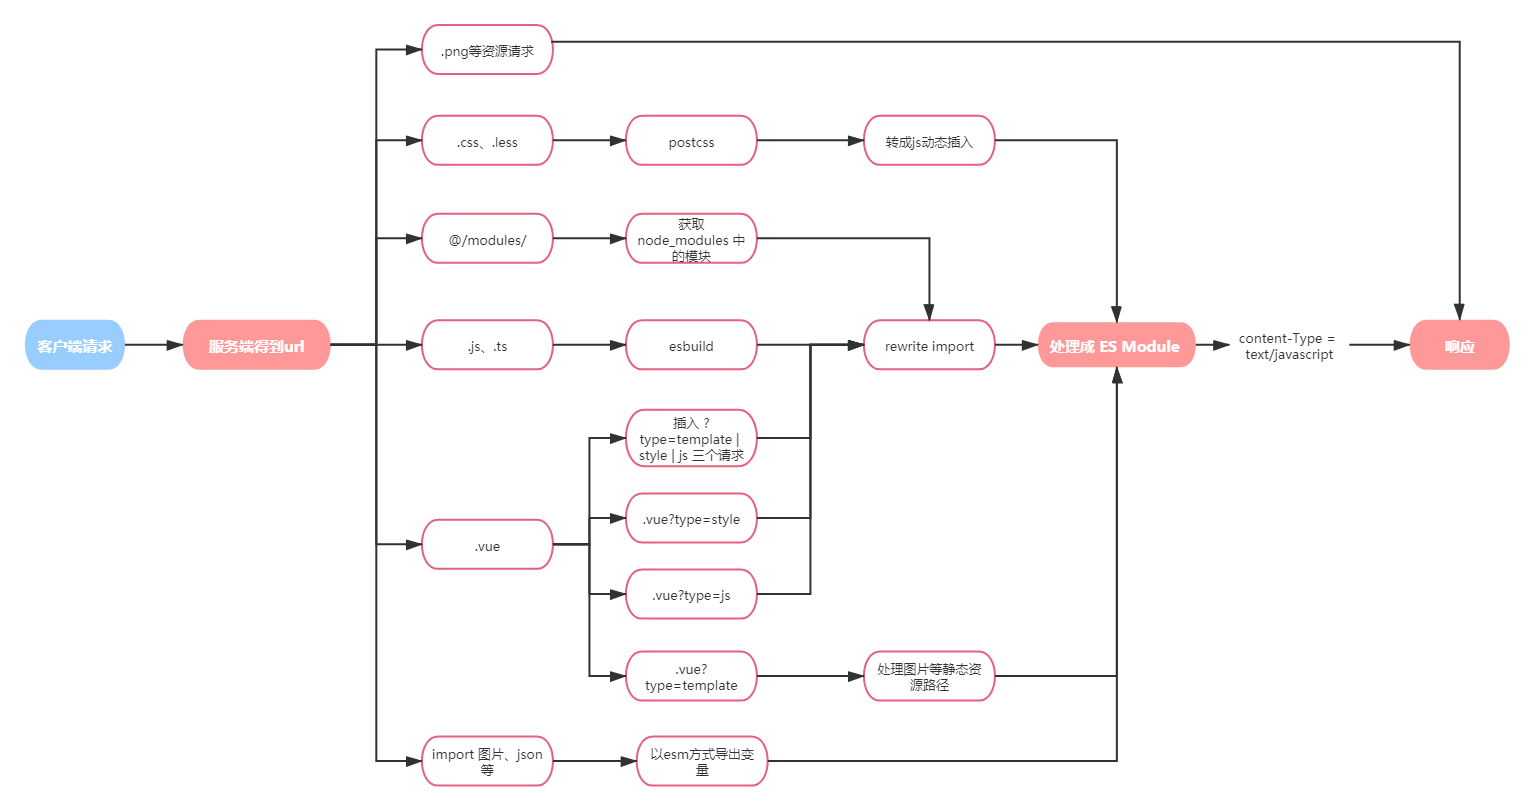 .png等资源请求
.css、.less
postcss
转成js动态插入
@/modules/
获取
node_modules 中
的模块
客户端请求
服务端得到url
.js、.ts
esbuild
rewrite import
处理成 ES Module
content-Type =
text/javascript
响应
插入 ?
type=template |
style | js 三个请求
.vue?type=style
.vue
.vue?type=js
.vue?
type=template
处理图片等静态资
源路径
import 图片、json
等
以esm方式导出变
量